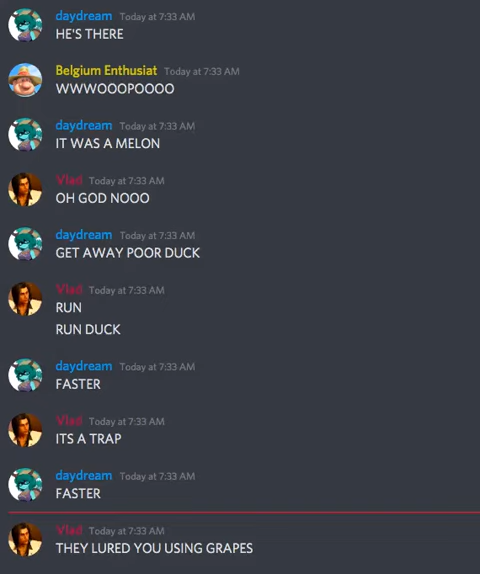 daydream Today at 7:33 AM
HE'S THERE
Belgium Enthusiat Today at 7:33 AM
WWWOOOPOOOO
daydream Today at 7:33 AM
IT WAS A MELON
Vlad Today at 7:33 AM
OH GOD NOOO
daydream Today at 7:33 AM
GET AWAY POOR DUCK
Vlad Today at 7:33 AM
RUN
RUN DUCK
daydream Today at 7:33 AM
FASTER
Vlad Today at 7:33 AM
ITS A TRAP
daydream Today at 7:33 AM
FASTER
Vlad Today at 7:33 AM
THEY LURED YOU USING GRAPES